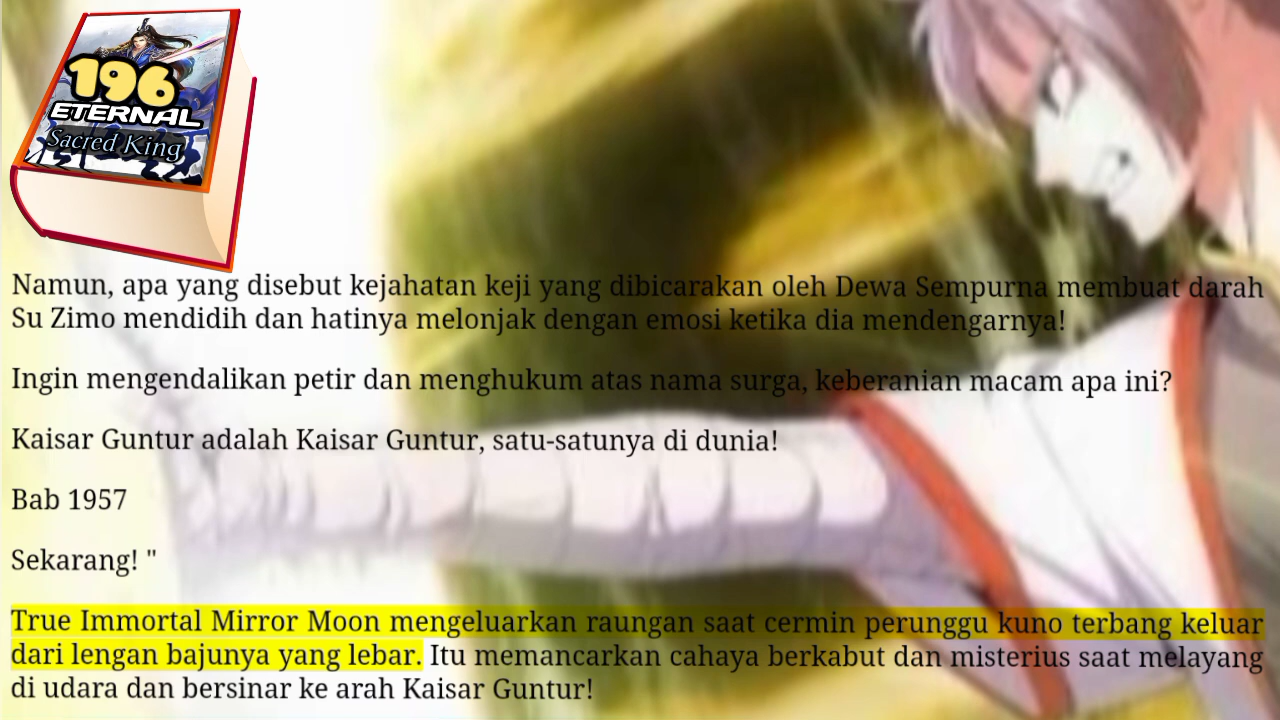 196
ETERNAL
Sacred King
Namun, apa yang disebut kejahatan keji yang dibicarakan oleh Dewa Sempurna membuat darah
Su Zimo mendidih dan hatinya melonjak dengan emosi ketika dia mendengarnya!
Ingin mengendalikan petir dan menghukum atas nama surga, keberanian macam apa ini?
Kaisar Guntur adalah Kaisar Guntur, satu-satunya di dunia!
Bab 1957
Sekarang! "
True Immortal Mirror Moon mengeluarkan raungan saat cermin perunggu kuno terbang keluar
dari lengan bajunya yang lebar. Itu memancarkan cahaya berkabut dan misterius saat melayang
di udara dan bersinar ke arah Kaisar Guntur!